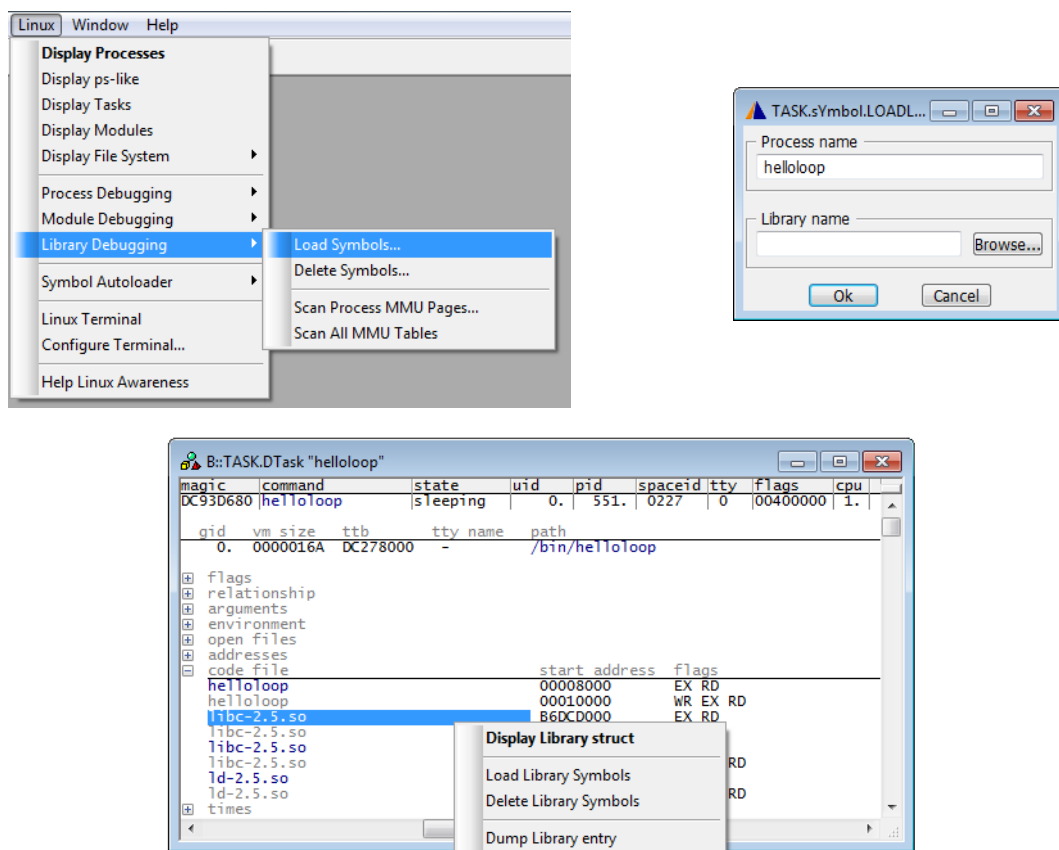 Linux Window Help
Display Processes
Display ps-like
Display Tasks
Display Modules
Display File System
Process Debugging
Module Debugging
Library Debugging
Symbol Autoloader
Linux Terminal
Configure Terminal...
Help Linux Awareness
Load Symbols...
Delete Symbols...
Scan Process MMU Pages...
Scan All MMU Tables
TASK.sYmbol.LOADL...
Process name
helloloop
Library name
Browse...
Ok Cancel
B::TASK.DTask "helloloop"
magic command state uid pid spaceid tty flags cpu
DC93D680 helloloop sleeping 0. 551. 0227 0 00400000 1.
gid vm size ttb tty name path
0. 0000016A DC278000 - /bin/helloloop
flags
relationship
arguments
environment
open files
addresses
code file start address flags
helloloop 00008000 EX RD
helloloop 00010000 WR EX RD
libc-2.5.so B6DCD000 EX RD
libc-2.5.so
libc-2.5.so
libc-2.5.so RD
ld-2.5.so
ld-2.5.so RD
times
Display Library struct
Load Library Symbols
Delete Library Symbols
Dump Library entry